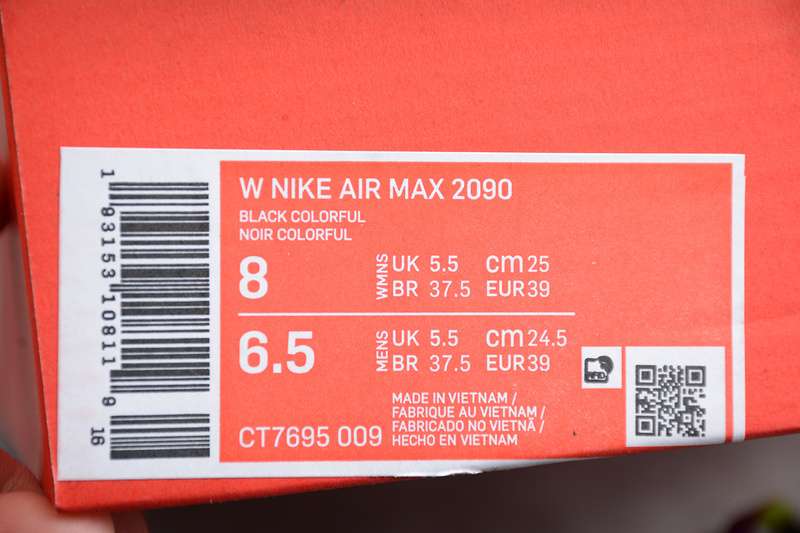 W NIKE AIR MAX 2090
BLACK COLORFUL
NOIR COLORFUL
8 WMNS UK 5.5 cm 25
BR 37.5 EUR 39
6.5 MENS UK 5.5 cm 24.5
BR 37.5 EUR 39
MADE IN VIETNAM /
FABRIQUE AU VIETNAM /
FABRICADO NO VIETNÃ /
HECHO EN VIETNAM
CT7695 009
1 93153 10811 9
16